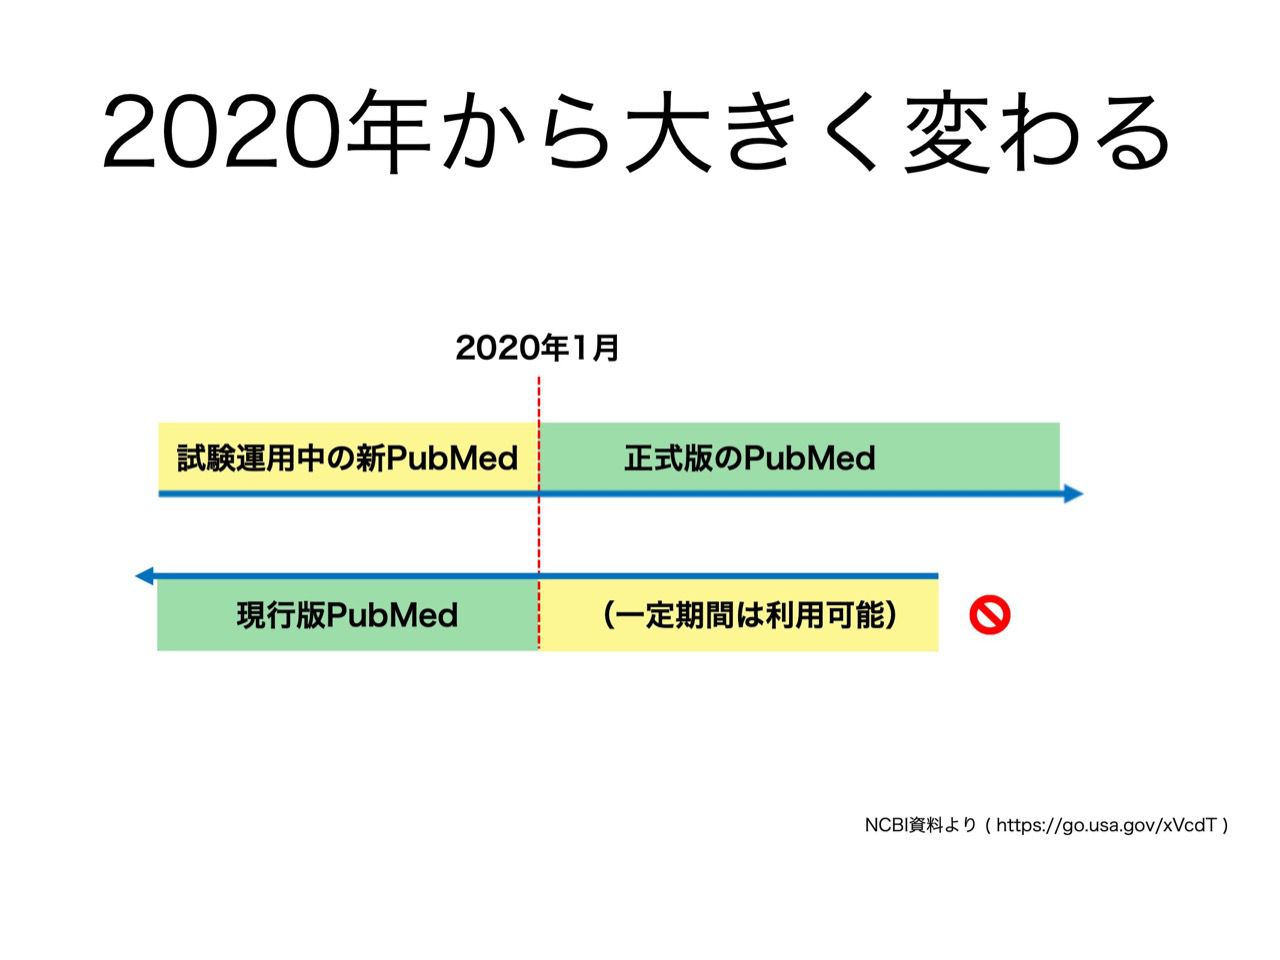 2020年から大きく変わる
2020年1月
試験運用中の新PubMed
正式版のPubMed
現行版PubMed
（一定期間は利用可能）
NCBI資料より ( https://go.usa.gov/xVcdT )